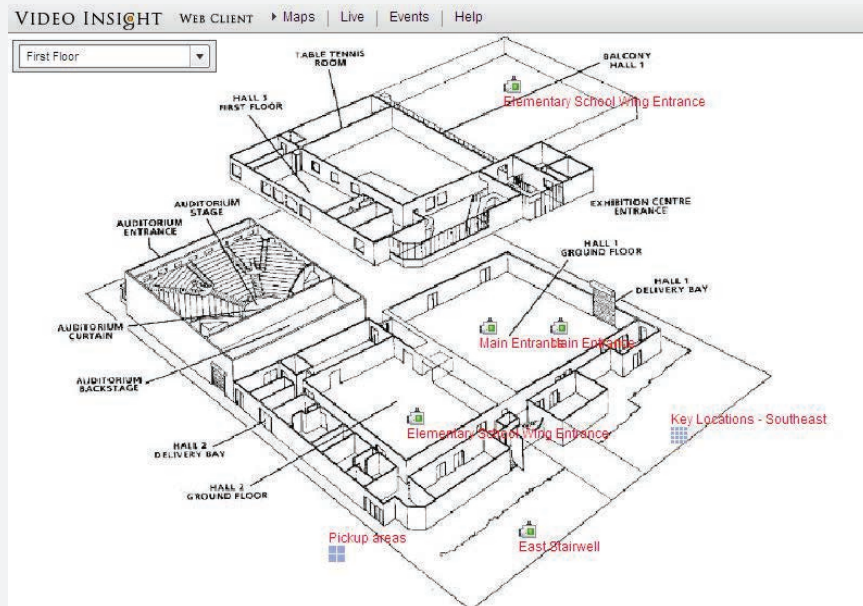 VIDEO INSIGHT WEB CLIENT Maps Live Events Help
First Floor
TABLE TENNIS
ROOM
BALCONY
HALL 1
HALL 3
FIRST FLOOR
Elementary School Wing Entrance
AUDITORIUM
STAGE
AUDITORIUM
ENTRANCE
EXHIBITION CENTRE
ENTRANCE
HALL 1
GROUND FLOOR
HALL 1
DELIVERY BAY
AUDITORIUM
CURTAIN
Main Entrance
Main Entrance
AUDITORIUM
BACKSTAGE
Key Locations - Southeast
Elementary School Wing Entrance
HALL 2
DELIVERY BAY
HALL 2
GROUND FLOOR
Pickup areas
East Stairwell